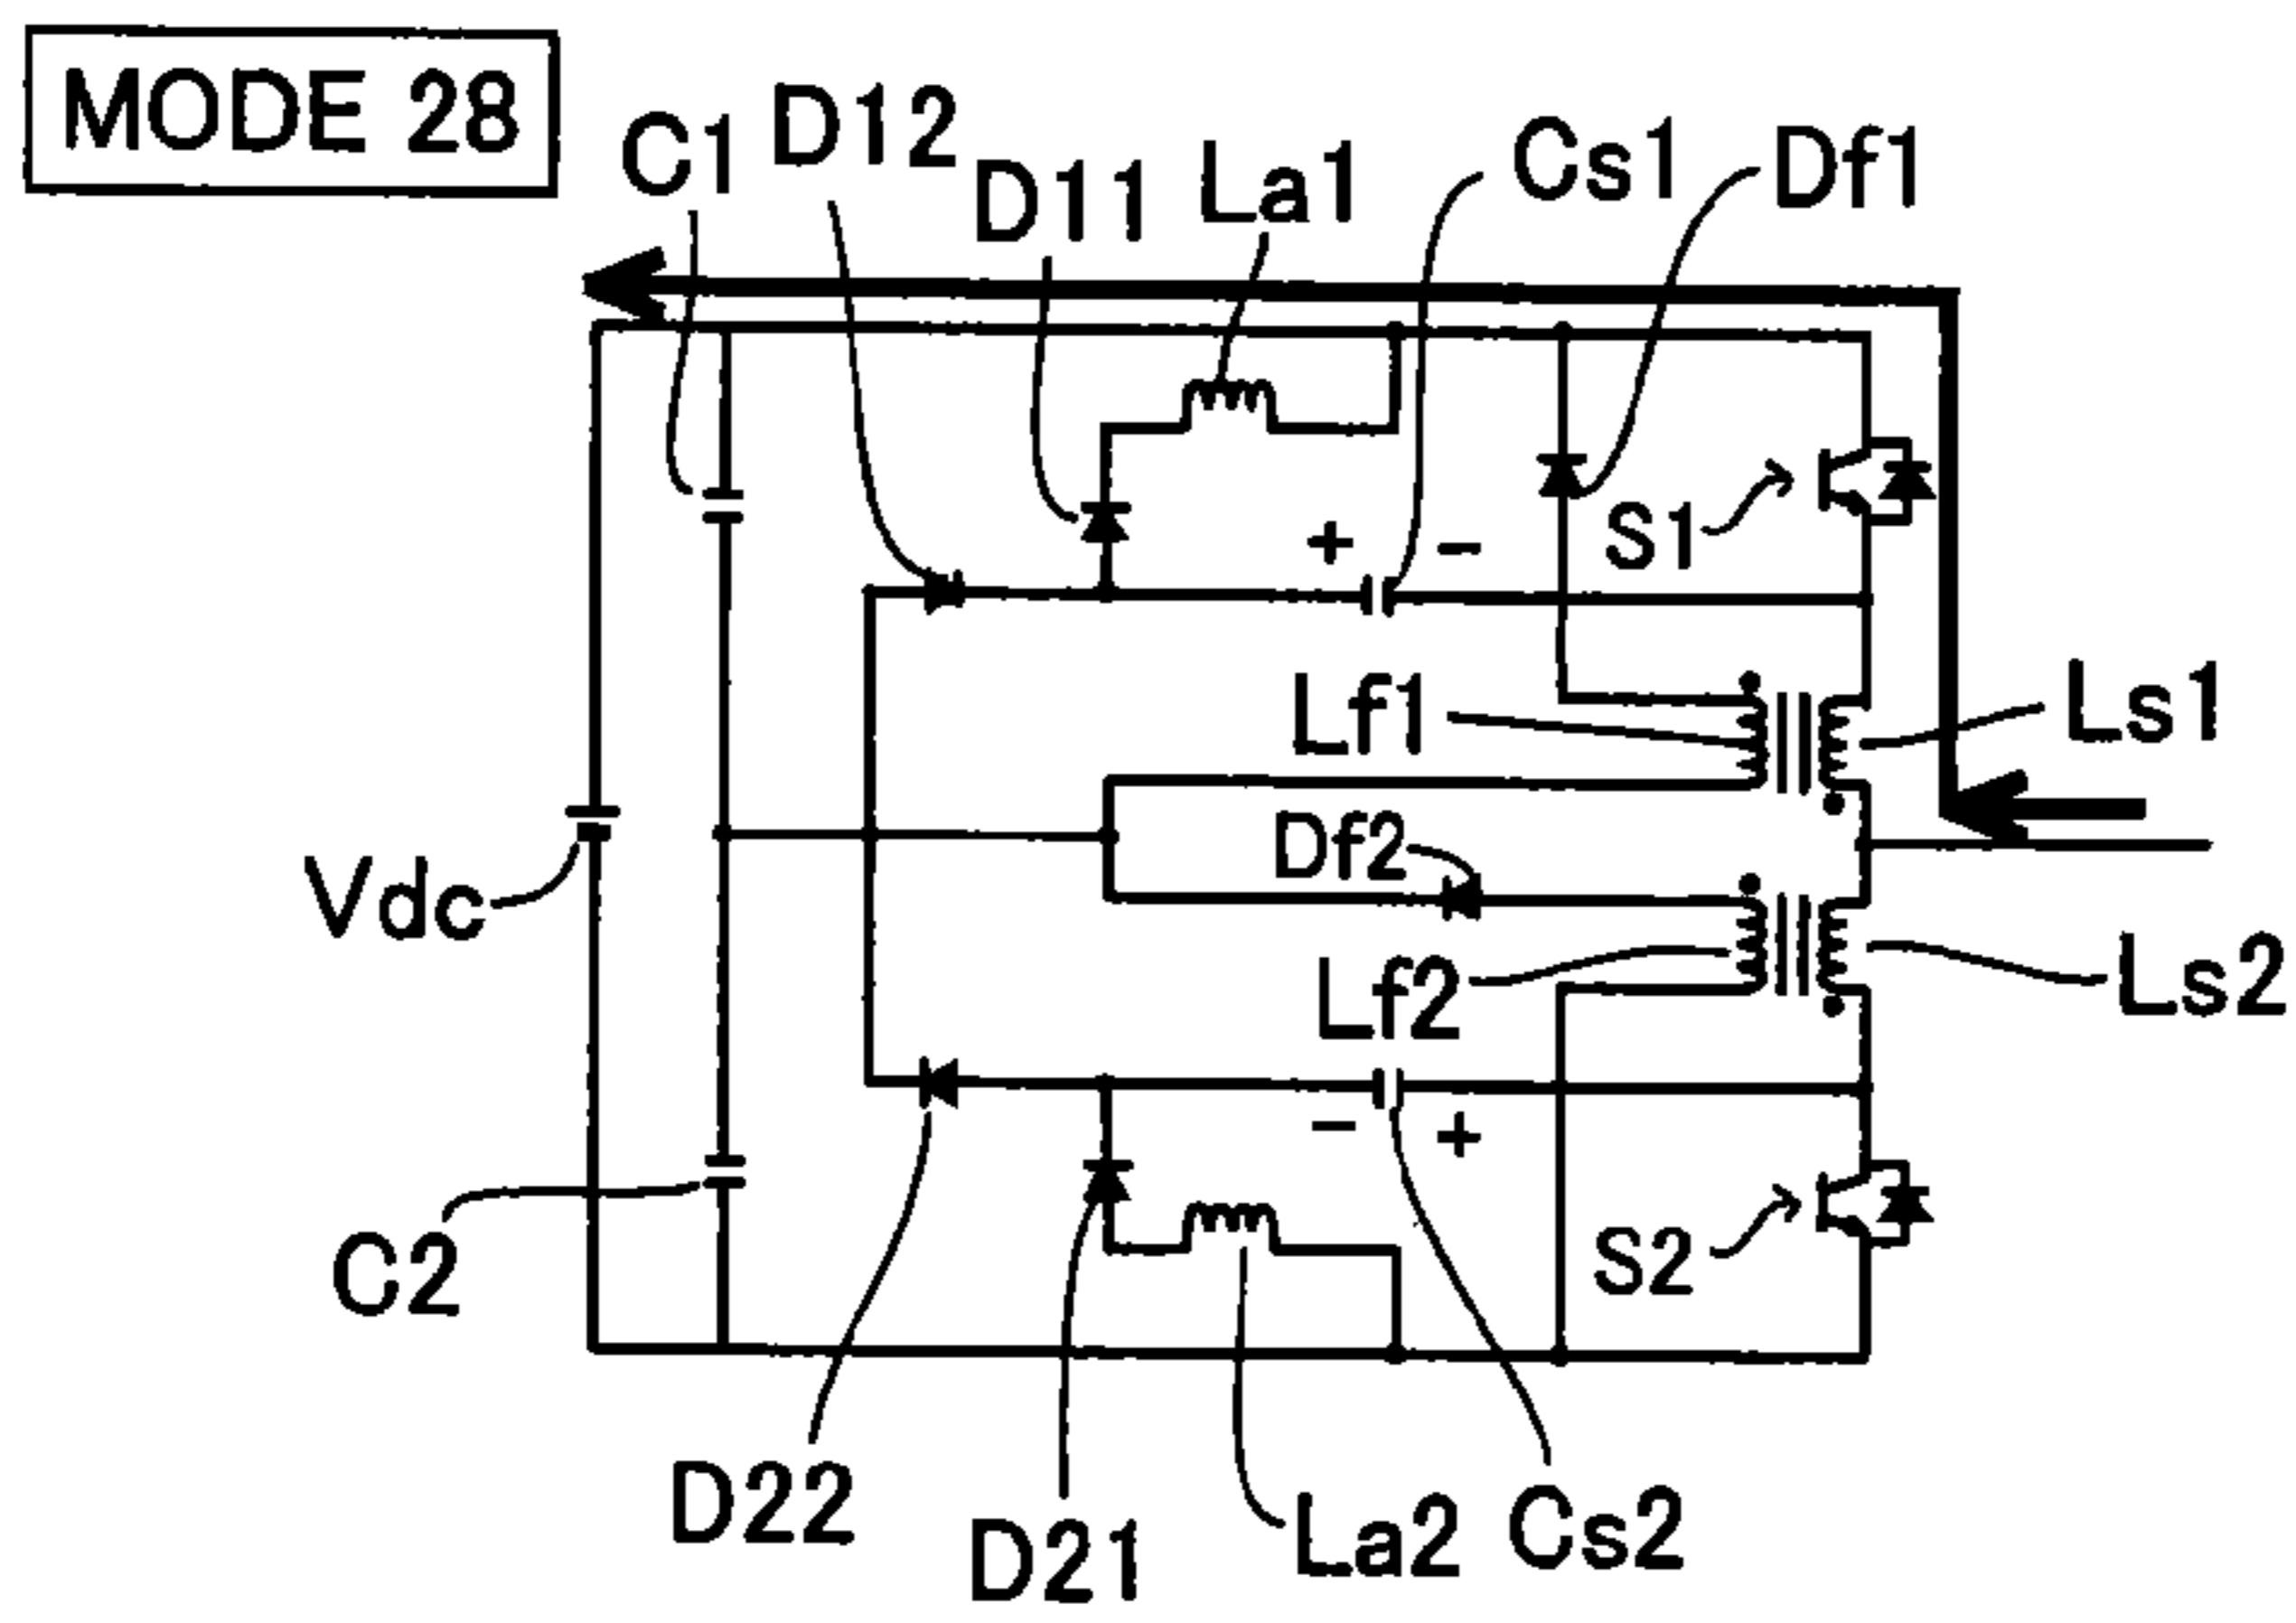 MODE 28
C1
D12
D11
La1
Cs1
Df1
+ -
S1
Lf1
Ls1
Vdc
Df2
Lf2
Ls2
- +
C2
S2
D22
D21
La2
Cs2